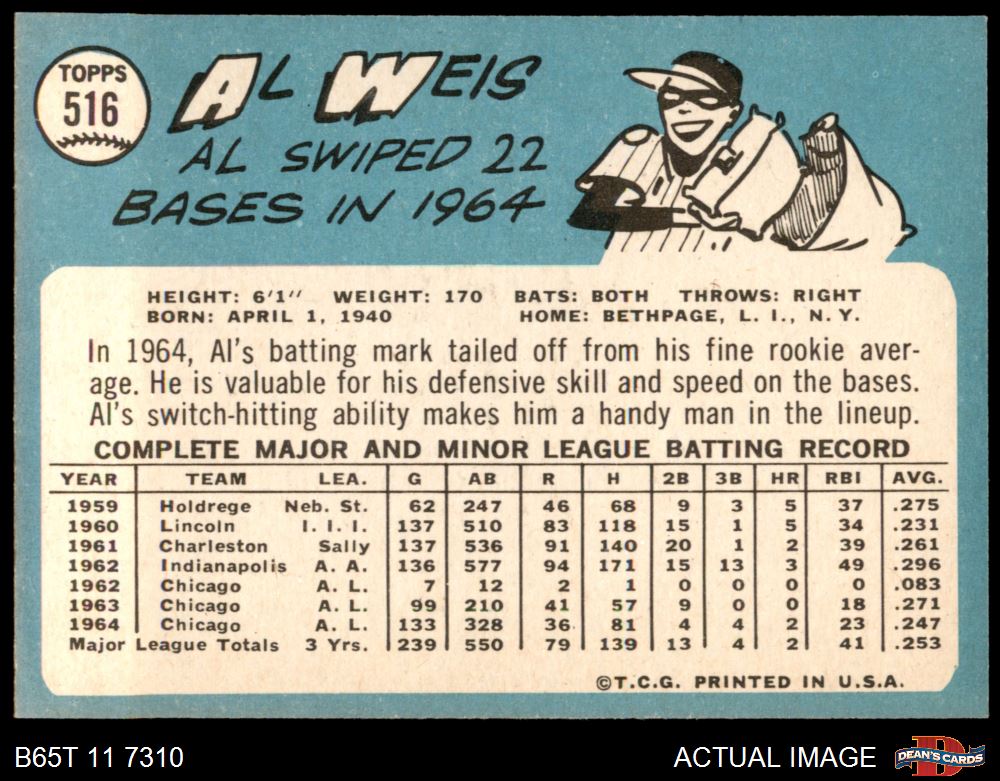 TOPPS
516
AL WEIS
AL SWIPED 22
BASES IN 1964
HEIGHT: 6'1" WEIGHT: 170 BATS: BOTH THROWS: RIGHT
BORN: APRIL 1, 1940 HOME: BETHPAGE, L. I., N. Y.
In 1964, Al's batting mark tailed off from his fine rookie aver-
age. He is valuable for his defensive skill and speed on the bases.
Al's switch-hitting ability makes him a handy man in the lineup.
COMPLETE MAJOR AND MINOR LEAGUE BATTING RECORD
YEAR TEAM LEA. G AB R H 2B 3B HR RBI AVG.
1959 Holdrege Neb. St. 62 247 46 68 9 3 5 37 .275
1960 Lincoln I. I. I. 137 510 83 118 15 1 5 34 .231
1961 Charleston Sally 137 536 91 140 20 1 2 39 .261
1962 Indianapolis A. A. 136 577 94 171 15 13 3 49 .296
1962 Chicago A. L. 7 12 2 1 0 0 0 0 .083
1963 Chicago A. L. 99 210 41 57 9 0 0 18 .271
1964 Chicago A. L. 133 328 36 81 4 4 2 23 .247
Major League Totals 3 Yrs. 239 550 79 139 13 4 2 41 .253
©T.C.G. PRINTED IN U.S.A.
B65T 11 7310 ACTUAL IMAGE DEAN'S CARDS